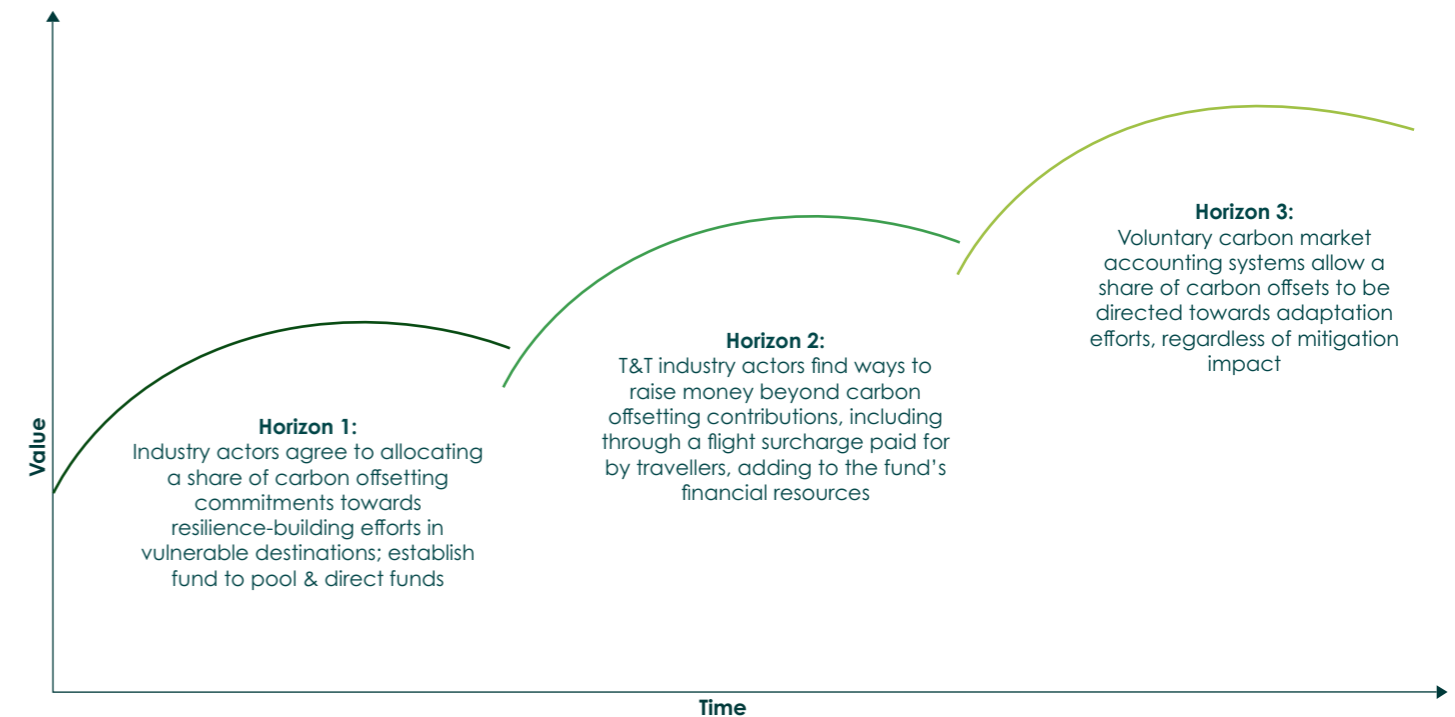 Value
Horizon 1:
Industry actors agree to allocating
a share of carbon offsetting
commitments towards
resilience-building efforts in
vulnerable destinations; establish
fund to pool & direct funds
Horizon 2:
T&T industry actors find ways to
raise money beyond carbon
offsetting contributions, including
through a flight surcharge paid for
by travellers, adding to the fund’s
financial resources
Horizon 3:
Voluntary carbon market
accounting systems allow a
share of carbon offsets to be
directed towards adaptation
efforts, regardless of mitigation
impact
Time